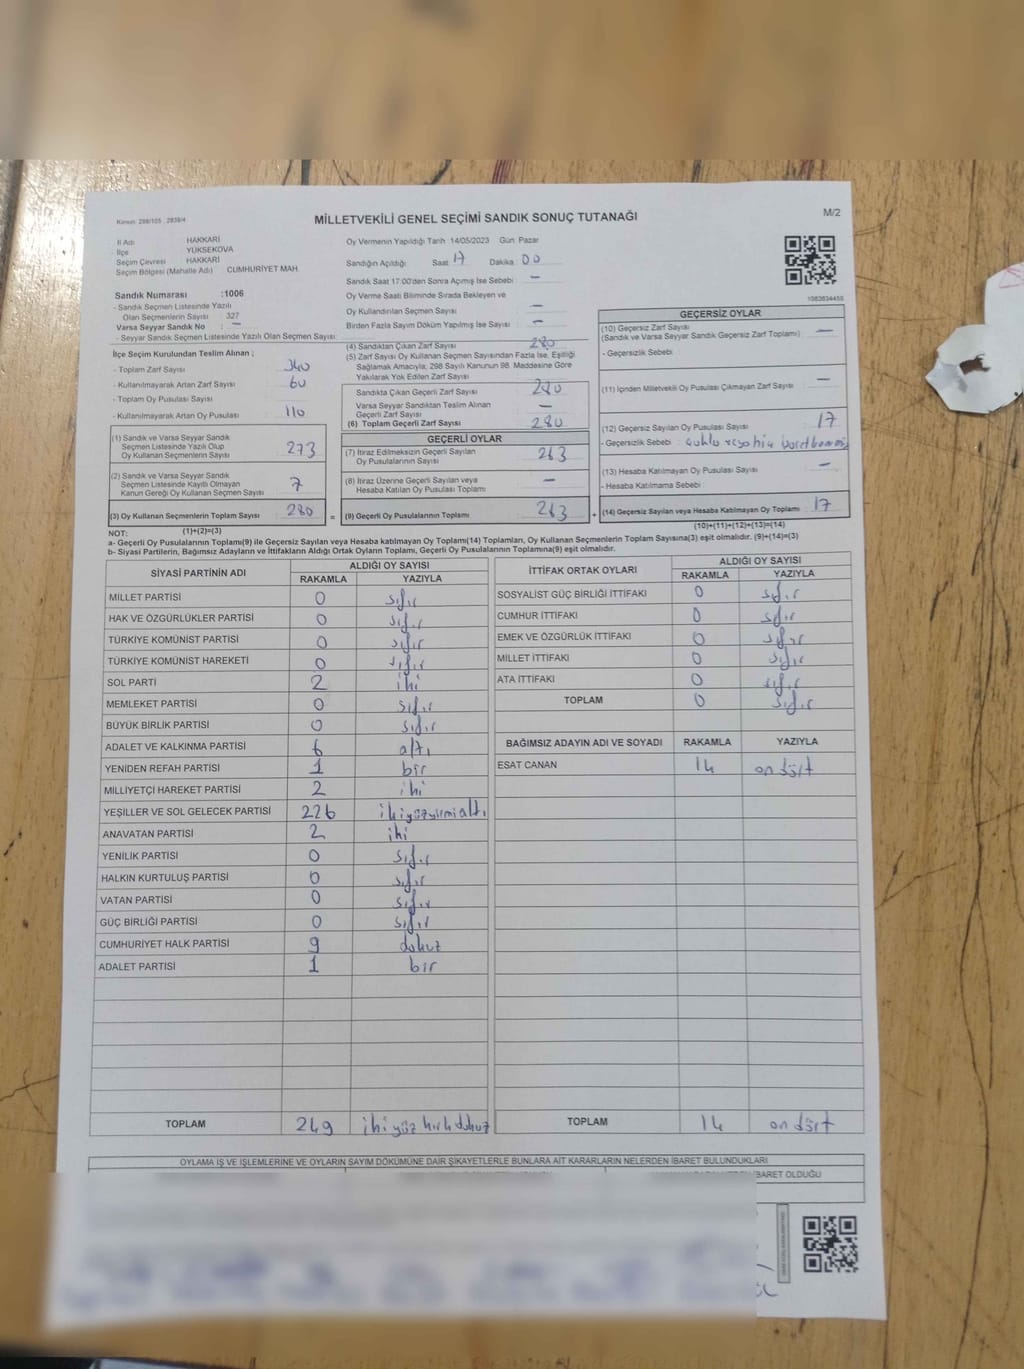 Kanun: 298/105 , 2839/4
MİLLETVEKİLİ GENEL SEÇİMİ SANDIK SONUÇ TUTANAĞI
M/2
İl Adı HAKKARİ
İlçe YÜKSEKOVA
Seçim Çevresi HAKKARİ
Seçim Bölgesi (Mahalle Adı) CUMHURİYET MAH.
Sandık Numarası :1006
- Sandık Seçmen Listesinde Yazılı
Olan Seçmenlerin Sayısı 327
Varsa Seyyar Sandık No : —
- Seyyar Sandık Seçmen Listesinde Yazılı Olan Seçmen Sayısı:
İlçe Seçim Kurulundan Teslim Alınan ;
- Toplam Zarf Sayısı 340
- Kullanılmayarak Artan Zarf Sayısı 60
- Toplam Oy Pusulası Sayısı
- Kullanılmayarak Artan Oy Pusulası 110
(1) Sandık ve Varsa Seyyar Sandık
Seçmen Listesinde Yazılı Olup
Oy Kullanan Seçmenlerin Sayısı 273
(2) Sandık ve Varsa Seyyar Sandık
Seçmen Listesinde Kayıtlı Olmayan
Kanun Gereği Oy Kullanan Seçmen Sayısı 7
(3) Oy Kullanan Seçmenlerin Toplam Sayısı 280
Oy Vermenin Yapıldığı Tarih 14/05/2023 Gün: Pazar
Sandığın Açıldığı: Saat 17 Dakika 00
Sandık Saat 17:00'den Sonra Açımış İse Sebebi : —
Oy Verme Saati Bitiminde Sırada Bekleyen ve
Oy Kullandırılan Seçmen Sayısı —
Birden Fazla Sayım Döküm Yapılmış İse Sayısı —
(4) Sandıktan Çıkan Zarf Sayısı 280
(5) Zarf Sayısı Oy Kullanan Seçmen Sayısından Fazla İse, Eşitliği
Sağlamak Amacıyla, 298 Sayılı Kanunun 98. Maddesine Göre
Yakılarak Yok Edilen Zarf Sayısı
Sandıkta Çıkan Geçerli Zarf Sayısı 280
Varsa Seyyar Sandıktan Teslim Alınan
Geçerli Zarf Sayısı —
(6) Toplam Geçerli Zarf Sayısı 280
GEÇERLİ OYLAR
(7) İtiraz Edilmeksizin Geçerli Sayılan
Oy Pusulalarının Sayısı 263
(8) İtiraz Üzerine Geçerli Sayılan veya
Hesaba Katılan Oy Pusulası Toplamı —
= (9) Geçerli Oy Pusulalarının Toplamı 263 +
1083634455
GEÇERSİZ OYLAR
(10) Geçersiz Zarf Sayısı
(Sandık ve Varsa Seyyar Sandık Geçersiz Zarf Toplamı) —
- Geçersizlik Sebebi
(11) İçinden Milletvekili Oy Pusulası Çıkmayan Zarf Sayısı —
(12) Geçersiz Sayılan Oy Pusulası Sayısı 17
- Geçersizlik Sebebi :
(13) Hesaba Katılmayan Oy Pusulası Sayısı —
- Hesaba Katılmama Sebebi :
(14) Geçersiz Sayılan veya Hesaba Katılmayan Oy Toplamı 17
(10)+(11)+(12)+(13)=(14)
NOT: (1)+(2)=(3)
a- Geçerli Oy Pusulalarının Toplamı(9) ile Geçersiz Sayılan veya Hesaba katılmayan Oy Toplamı(14) Toplamları, Oy Kullanan Seçmenlerin Toplam Sayısına(3) eşit olmalıdır. (9)+(14)=(3)
b- Siyasi Partilerin, Bağımsız Adayların ve İttifakların Aldığı Ortak Oyların Toplamı, Geçerli Oy Pusulalarının Toplamına(9) eşit olmalıdır.
SİYASİ PARTİNİN ADI ALDIĞI OY SAYISI
RAKAMLA YAZIYLA
MİLLET PARTİSİ 0 sıfır
HAK VE ÖZGÜRLÜKLER PARTİSİ 0 sıfır
TÜRKİYE KOMÜNİST PARTİSİ 0 sıfır
TÜRKİYE KOMÜNİST HAREKETİ 0 sıfır
SOL PARTİ 2 iki
MEMLEKET PARTİSİ 0 sıfır
BÜYÜK BİRLİK PARTİSİ 0 sıfır
ADALET VE KALKINMA PARTİSİ 6 altı
YENİDEN REFAH PARTİSİ 1 bir
MİLLİYETÇİ HAREKET PARTİSİ 2 iki
YEŞİLLER VE SOL GELECEK PARTİSİ 226 ikiyüzyirmialtı
ANAVATAN PARTİSİ 2 iki
YENİLİK PARTİSİ 0 sıfır
HALKIN KURTULUŞ PARTİSİ 0 sıfır
VATAN PARTİSİ 0 sıfır
GÜÇ BİRLİĞİ PARTİSİ 0 sıfır
CUMHURİYET HALK PARTİSİ 9 dokuz
ADALET PARTİSİ 1 bir
TOPLAM 249 ikiyüz kırkdokuz
İTTİFAK ORTAK OYLARI ALDIĞI OY SAYISI
RAKAMLA YAZIYLA
SOSYALİST GÜÇ BİRLİĞİ İTTİFAKI 0 sıfır
CUMHUR İTTİFAKI 0 sıfır
EMEK VE ÖZGÜRLÜK İTTİFAKI 0 sıfır
MİLLET İTTİFAKI 0 sıfır
ATA İTTİFAKI 0 sıfır
TOPLAM 0 sıfır
BAĞIMSIZ ADAYIN ADI VE SOYADI RAKAMLA YAZIYLA
ESAT CANAN 14 on dört
TOPLAM 14 on dört
OYLAMA İŞ VE İŞLEMLERİNE VE OYLARIN SAYIM DÖKÜMÜNE DAİR ŞİKAYETLERLE BUNLARA AİT KARARLARIN NELERDEN İBARET BULUNDUKLARI
BARET OLDUĞU